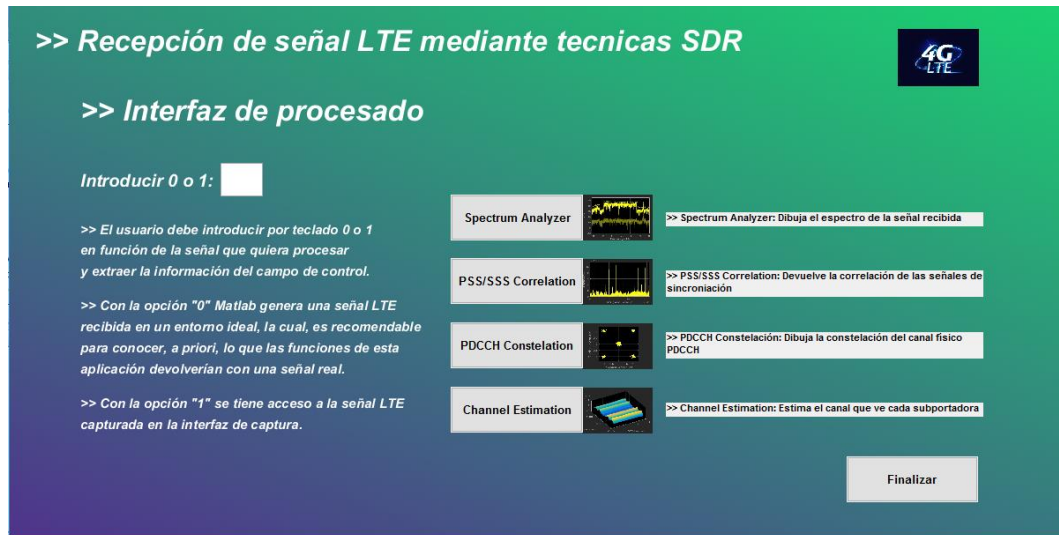 >> Recepción de señal LTE mediante tecnicas SDR
4G
LTE
>> Interfaz de procesado
Introducir 0 o 1:
>> El usuario debe introducir por teclado 0 o 1
en función de la señal que quiera procesar
y extraer la información del campo de control.
>> Con la opción "0" Matlab genera una señal LTE
recibida en un entorno ideal, la cual, es recomendable
para conocer, a priori, lo que las funciones de esta
aplicación devolverían con una señal real.
>> Con la opción "1" se tiene acceso a la señal LTE
capturada en la interfaz de captura.
Spectrum Analyzer
>> Spectrum Analyzer: Dibuja el espectro de la señal recibida
PSS/SSS Correlation
>> PSS/SSS Correlation: Devuelve la correlación de las señales de
sincroniación
PDCCH Constelation
>> PDCCH Constelación: Dibuja la constelación del canal físico
PDCCH
Channel Estimation
>> Channel Estimation: Estima el canal que ve cada subportadora
Finalizar